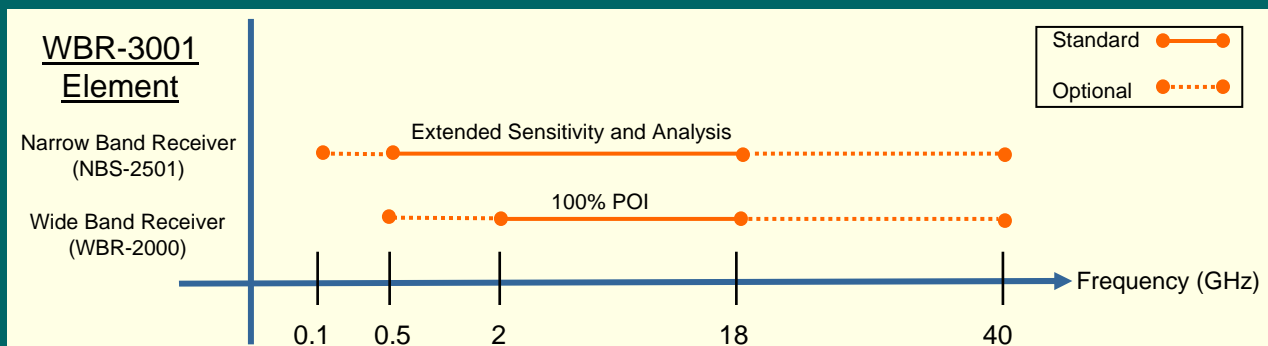 WBR-3001
Element
Standard
Optional
Narrow Band Receiver
(NBS-2501)
Extended Sensitivity and Analysis
Wide Band Receiver
(WBR-2000)
100% POI
Frequency (GHz)
0.1 0.5 2 18 40